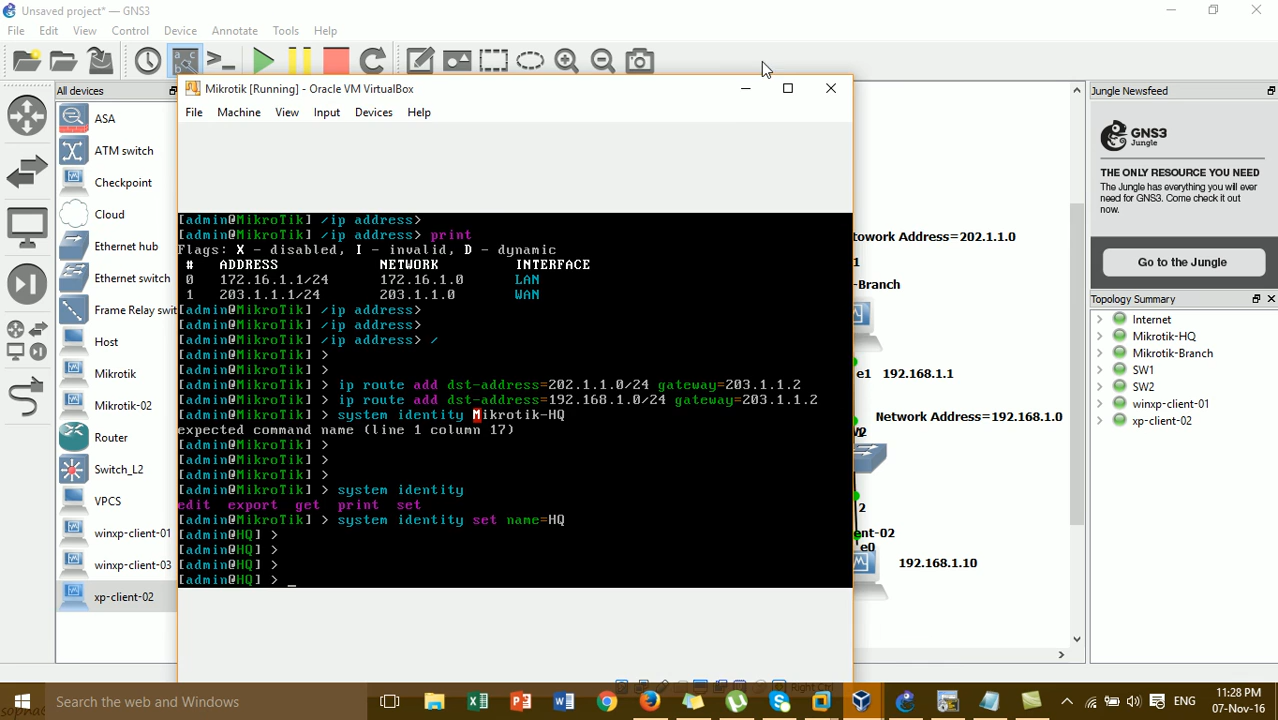 Unsaved project* — GNS3
File Edit View Control Device Annotate Tools Help
All devices
ASA
ATM switch
Checkpoint
Cloud
Ethernet hub
Ethernet switch
Frame Relay swit
Host
Mikrotik
Mikrotik-02
Router
Switch_L2
VPCS
winxp-client-01
winxp-client-03
xp-client-02
Mikrotik [Running] - Oracle VM VirtualBox
File Machine View Input Devices Help
[admin@MikroTik] /ip address>
[admin@MikroTik] /ip address> print
Flags: X - disabled, I - invalid, D - dynamic
# ADDRESS NETWORK INTERFACE
0 172.16.1.1/24 172.16.1.0 LAN
1 203.1.1.1/24 203.1.1.0 WAN
[admin@MikroTik] /ip address>
[admin@MikroTik] /ip address>
[admin@MikroTik] /ip address> /
[admin@MikroTik] >
[admin@MikroTik] >
[admin@MikroTik] > ip route add dst-address=202.1.1.0/24 gateway=203.1.1.2
[admin@MikroTik] > ip route add dst-address=192.168.1.0/24 gateway=203.1.1.2
[admin@MikroTik] > system identity Mikrotik-HQ
expected command name (line 1 column 17)
[admin@MikroTik] >
[admin@MikroTik] >
[admin@MikroTik] >
[admin@MikroTik] > system identity
edit export get print set
[admin@MikroTik] > system identity set name=HQ
[admin@HQ] >
[admin@HQ] >
[admin@HQ] >
[admin@HQ] > _
Right Ctrl
towork Address=202.1.1.0
1
-Branch
e1 192.168.1.1
Network Address=192.168.1.0
2
ent-02
e0
192.168.1.10
Jungle Newsfeed
GNS3
Jungle
THE ONLY RESOURCE YOU NEED
The Jungle has everything you will ever
need for GNS3. Come check it out
now.
Go to the Jungle
Topology Summary
Internet
Mikrotik-HQ
Mikrotik-Branch
SW1
SW2
winxp-client-01
xp-client-02
Search the web and Windows
ENG
11:28 PM
07-Nov-16